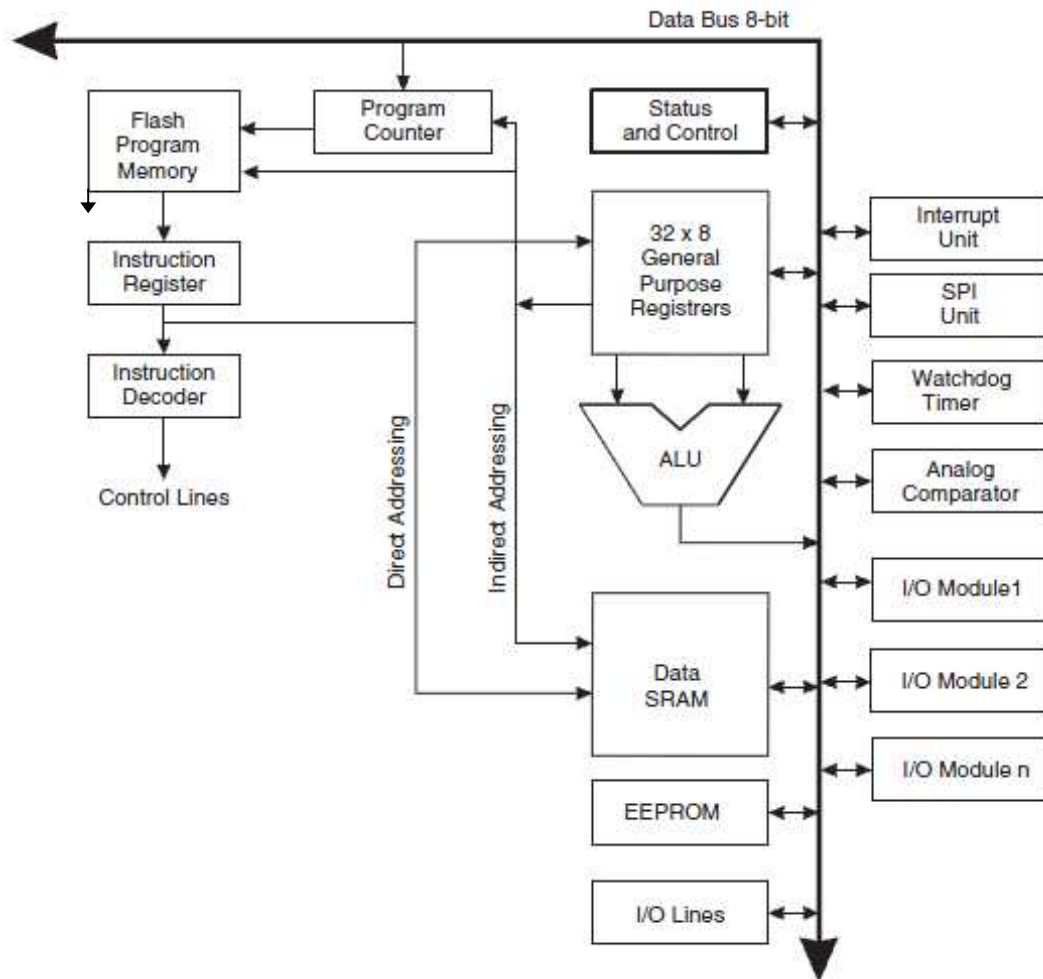 Data Bus 8-bit
Flash
Program
Memory
Program
Counter
Status
and Control
32 x 8
General
Purpose
Registrers
Interrupt
Unit
Instruction
Register
SPI
Unit
Instruction
Decoder
Watchdog
Timer
Direct Addressing
Indirect Addressing
ALU
Analog
Comparator
Control Lines
I/O Module1
Data
SRAM
I/O Module 2
I/O Module n
EEPROM
I/O Lines